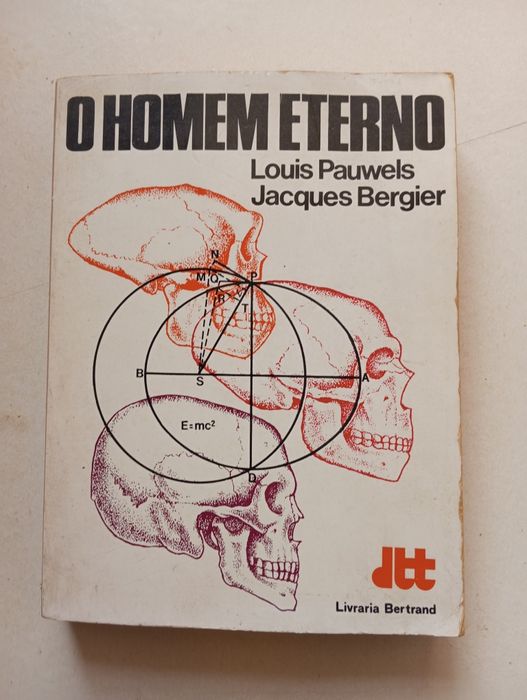 O HOMEM ETERNO
Louis Pauwels
Jacques Bergier
N
M
Q
P
R
T
B
S
A
E=mc²
D
dtt
Livraria Bertrand